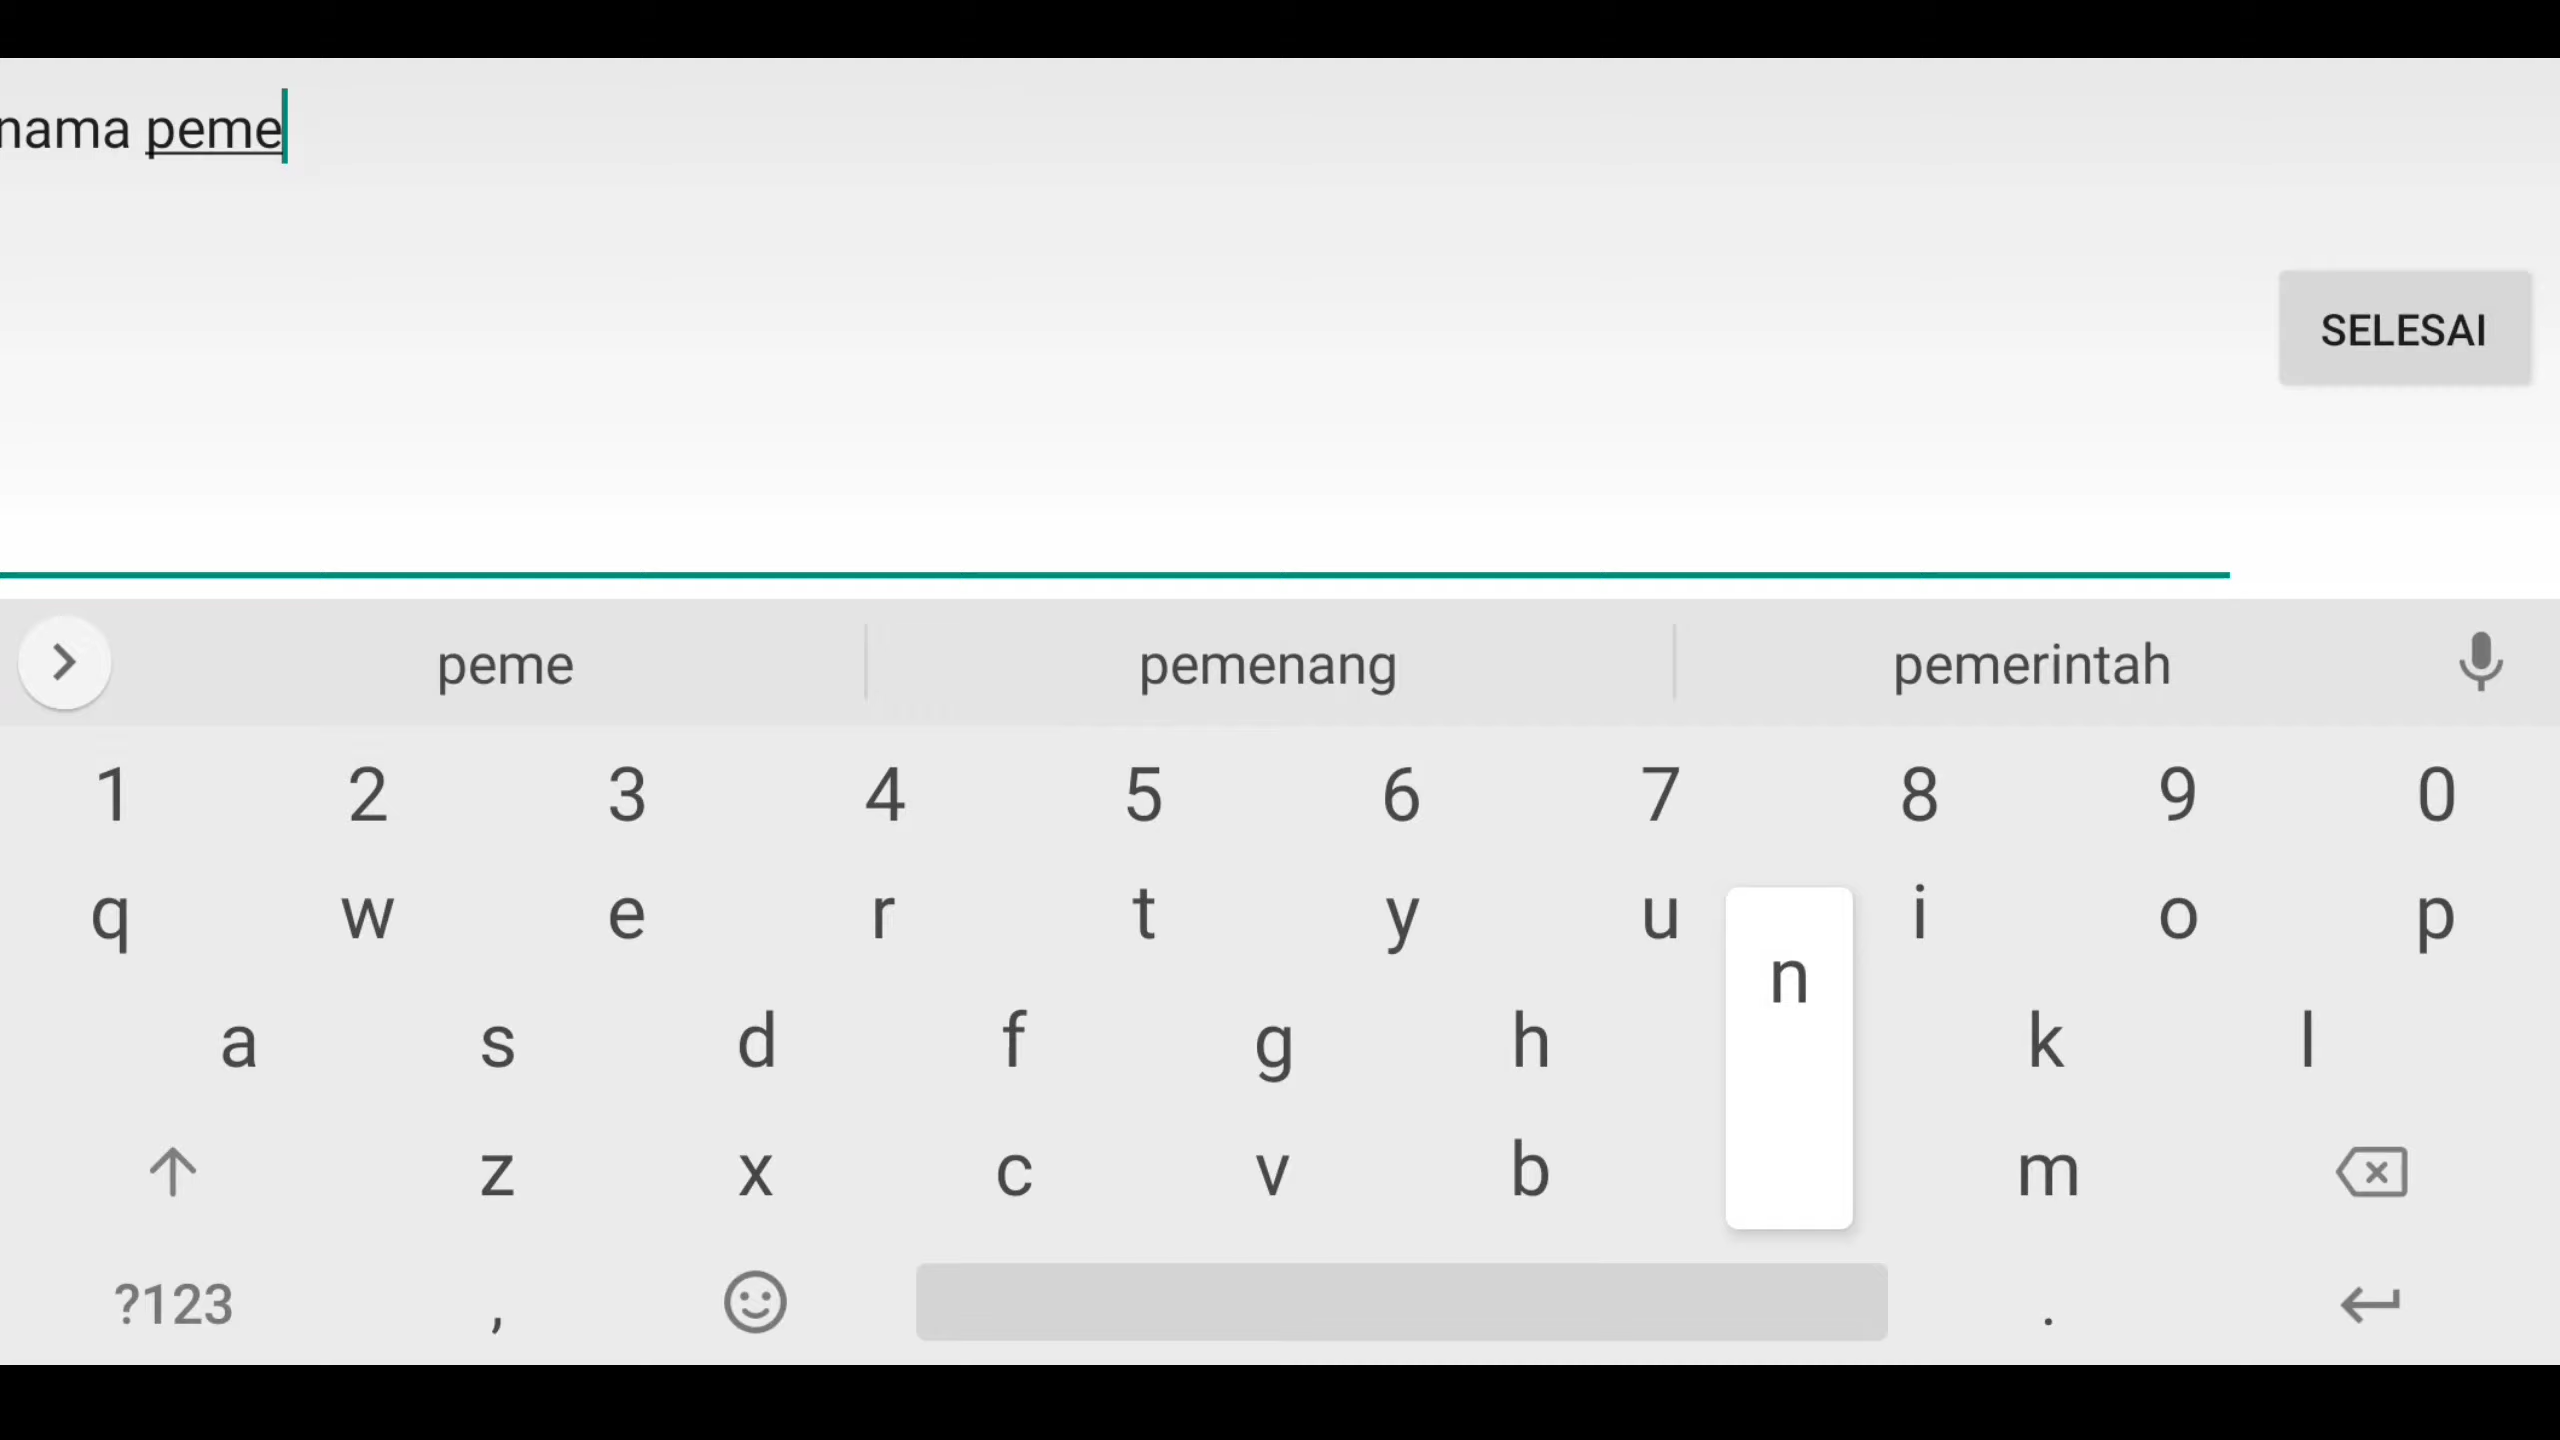 nama peme
SELESAI
peme pemenang pemerintah
1 2 3 4 5 6 7 8 9 0
q w e r t y u i o p
n
a s d f g h k l
z x c v b m
?123 , .